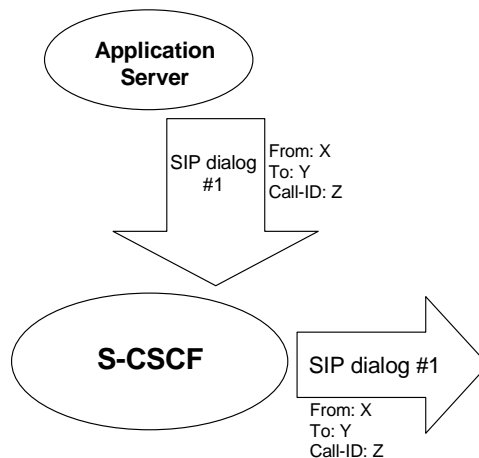 Application
Server
SIP dialog
#1
From: X
To: Y
Call-ID: Z
S-CSCF
SIP dialog #1
From: X
To: Y
Call-ID: Z